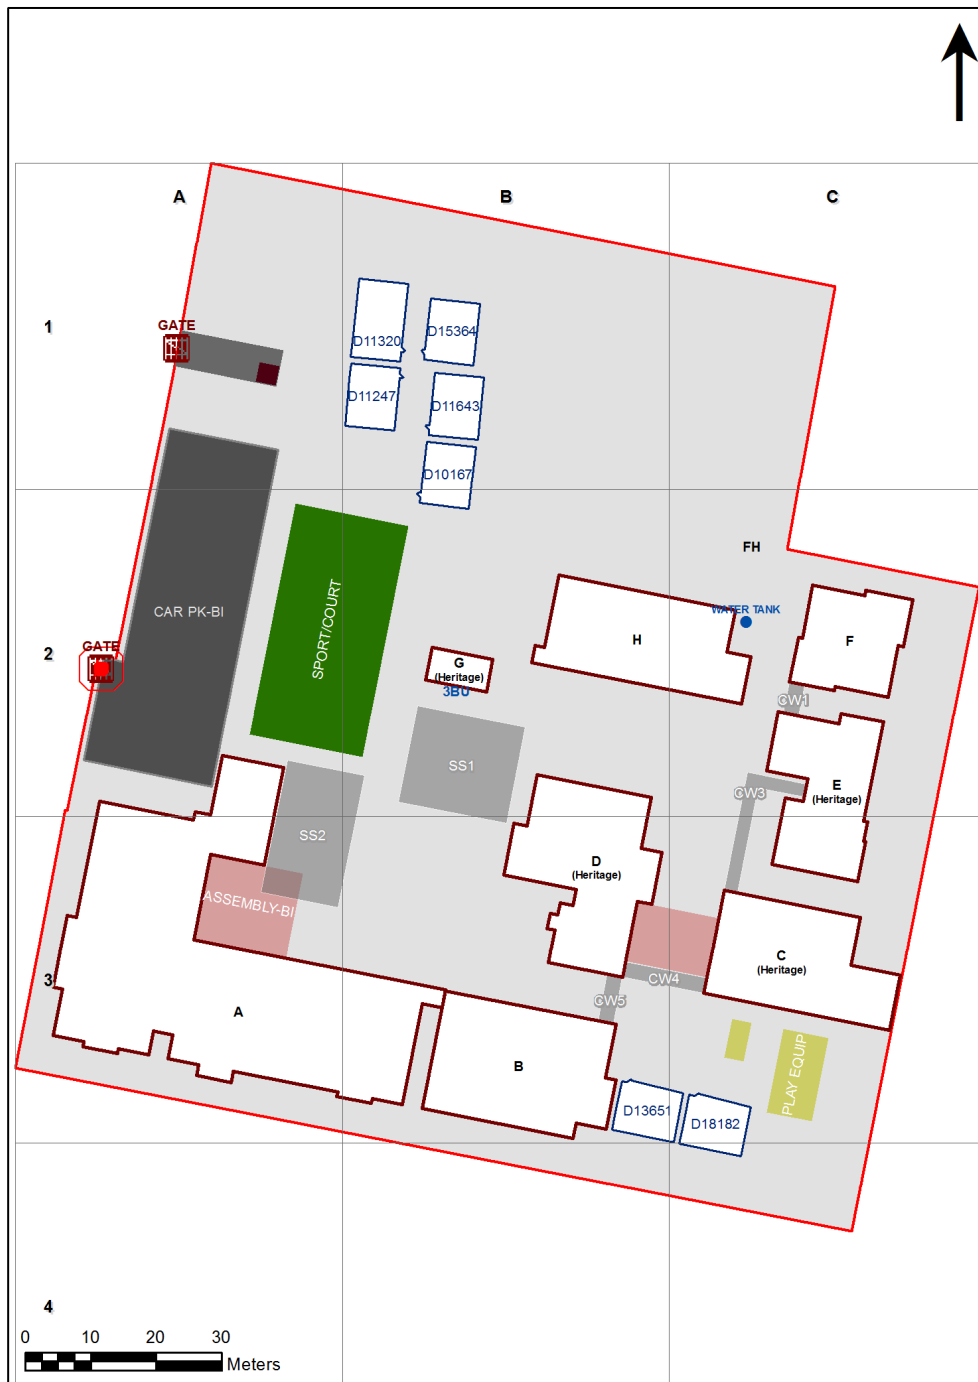 A
B
C
1
GATE
D11320
D15364
D11247
D11643
D10167
FH
CAR PK-BI
SPORT/COURT
WATER TANK
2
GATE
H
F
G
(Heritage)
3BU
CW1
SS1
E
(Heritage)
CW3
SS2
D
(Heritage)
ASSEMBLY-BI
C
(Heritage)
3
CW4
CW5
A
B
PLAY EQUIP
D13651
D18182
4
0 10 20 30
Meters